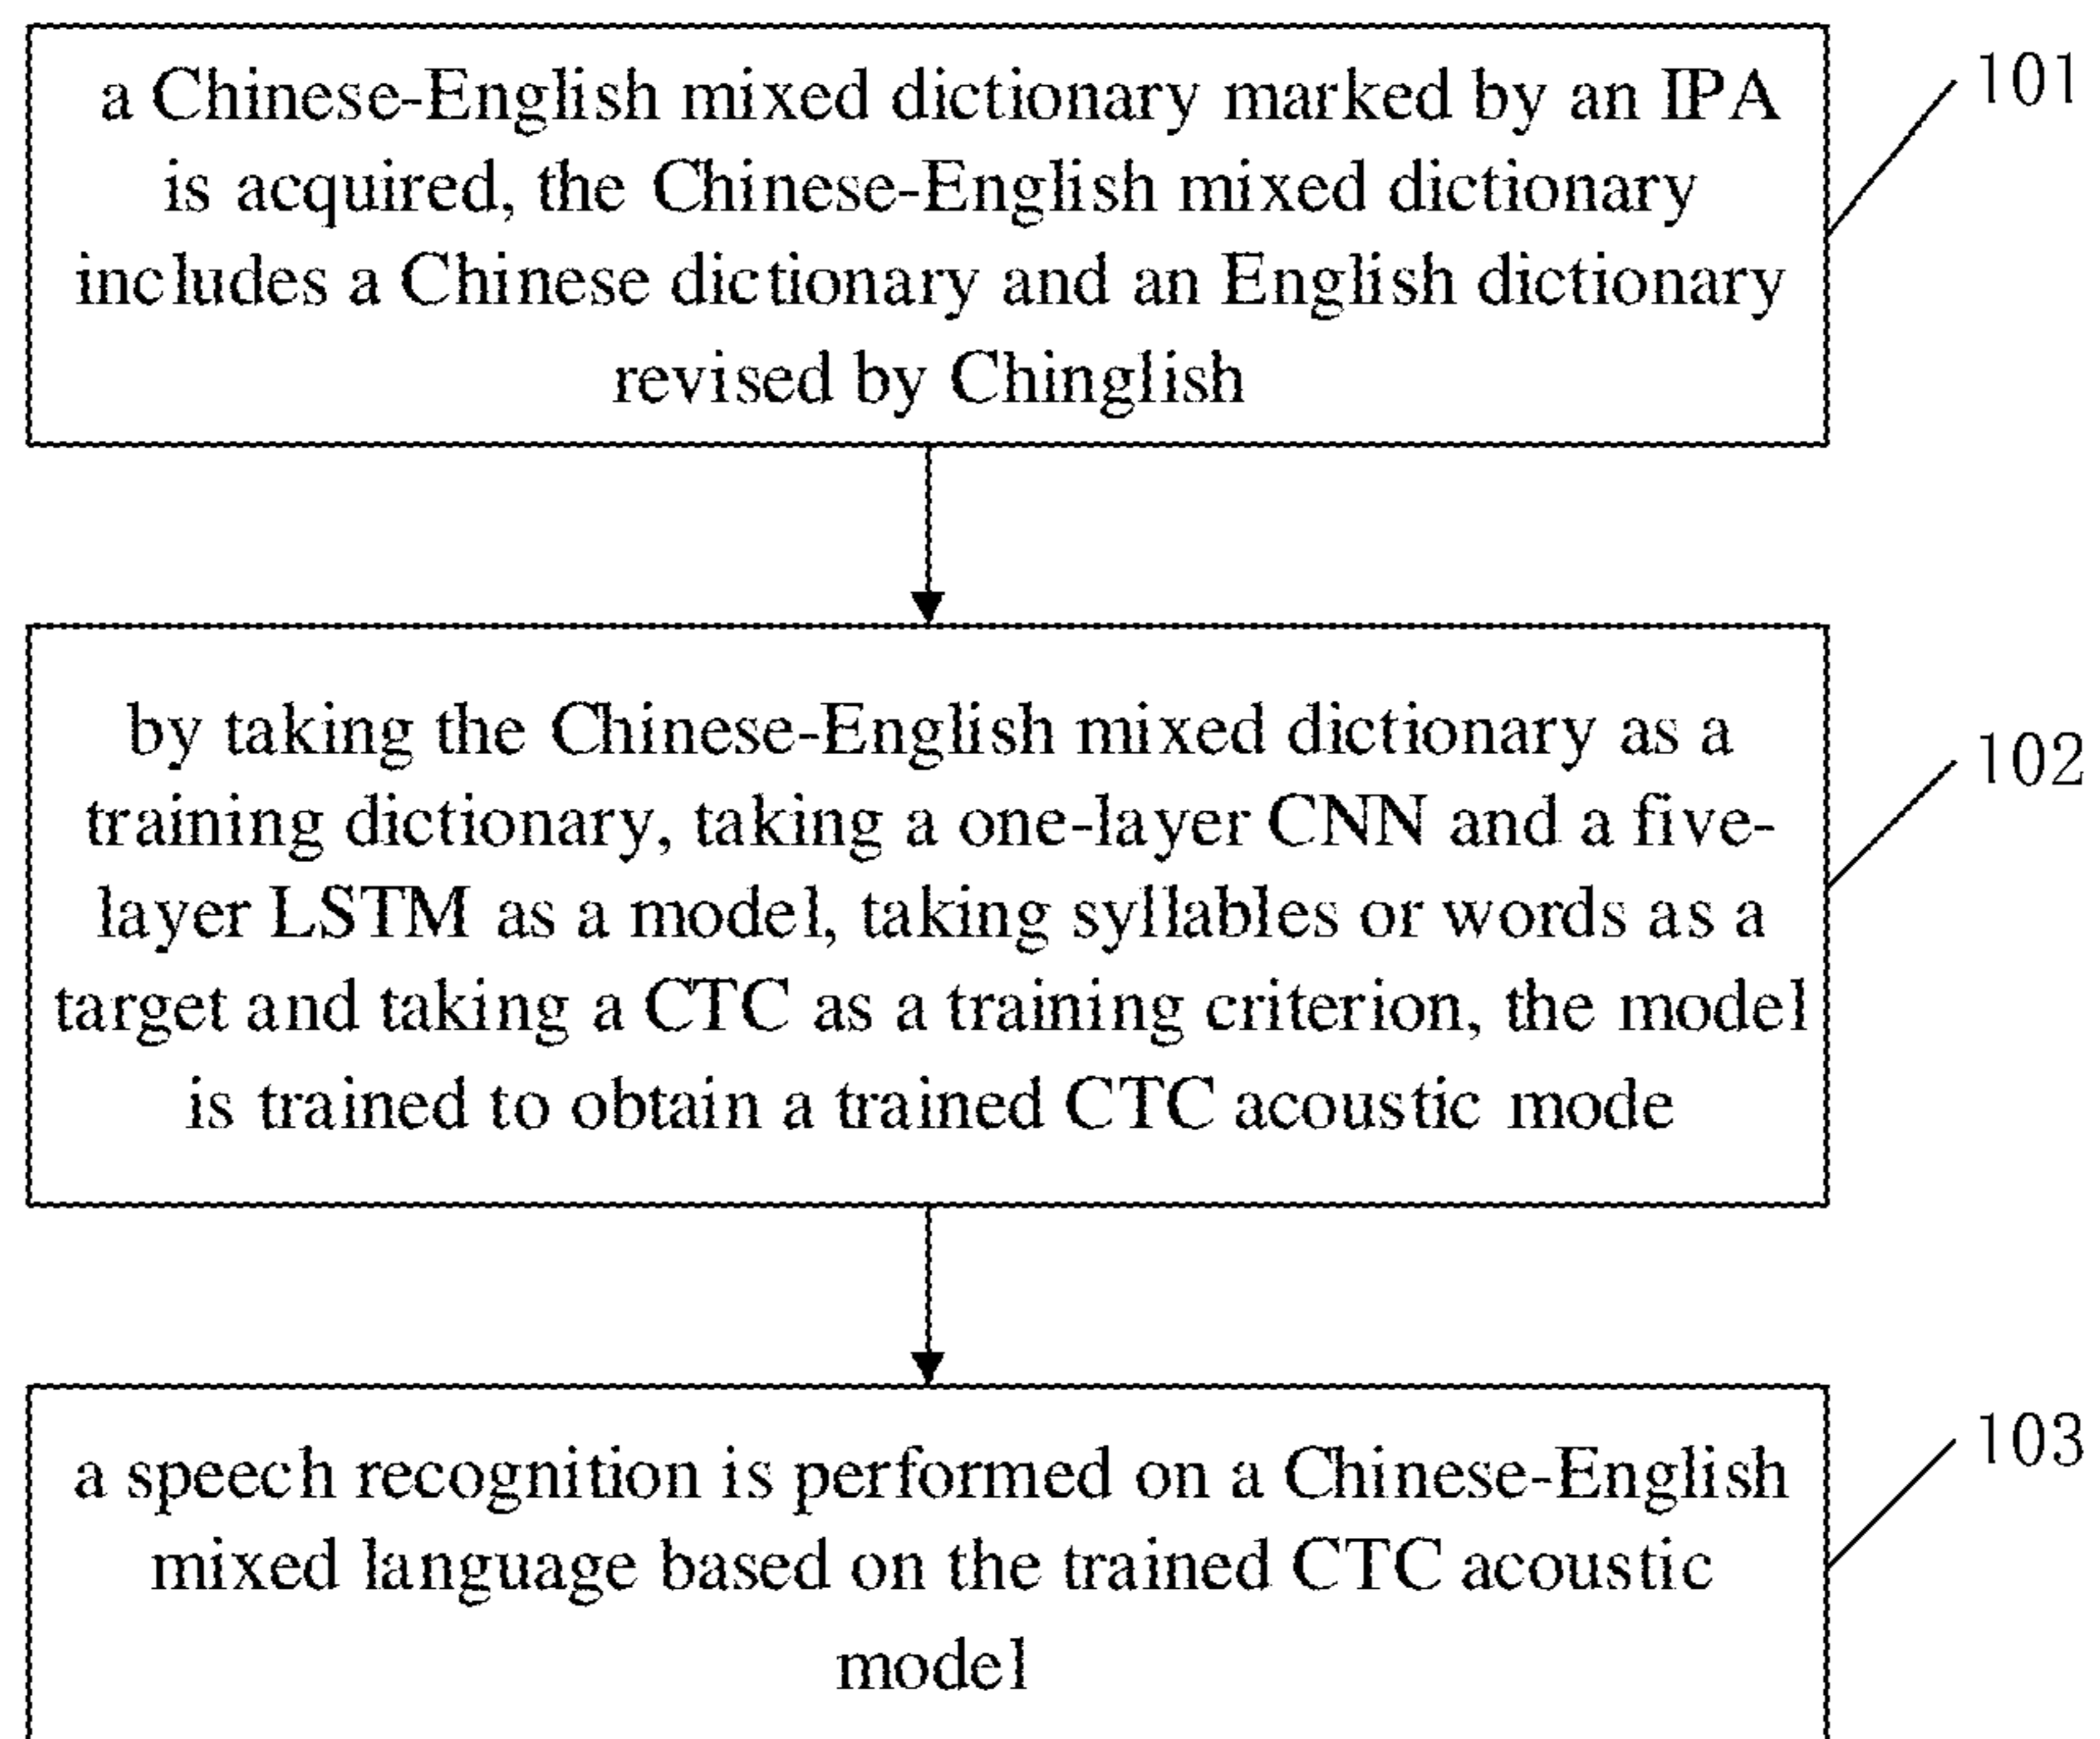 a Chinese-English mixed dictionary marked by an IPA
is acquired, the Chinese-English mixed dictionary
includes a Chinese dictionary and an English dictionary
revised by Chinglish
101
by taking the Chinese-English mixed dictionary as a
training dictionary, taking a one-layer CNN and a five-
layer LSTM as a model, taking syllables or words as a
target and taking a CTC as a training criterion, the model
is trained to obtain a trained CTC acoustic mode
102
a speech recognition is performed on a Chinese-English
mixed language based on the trained CTC acoustic
model
103